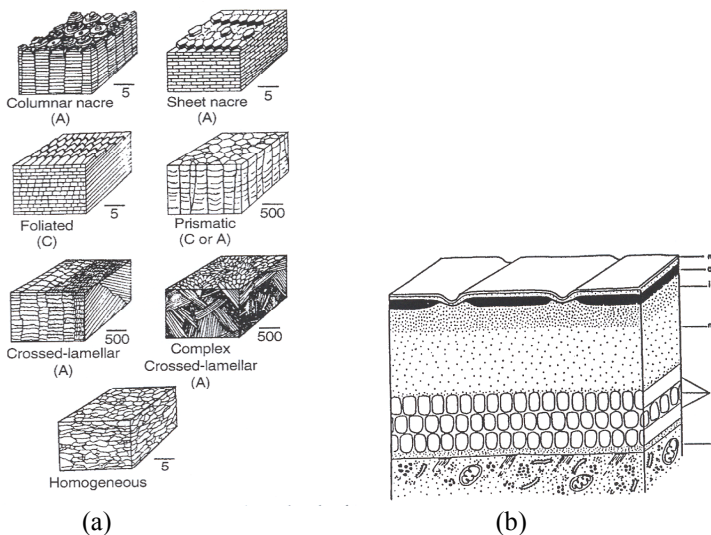 5
5
Columnar nacre
(A)
Sheet nacre
(A)
5
500
Foliated
(C)
Prismatic
(C or A)
500
500
Crossed-lamellar
(A)
Complex
Crossed-lamellar
(A)
5
Homogeneous
(a)
(b)